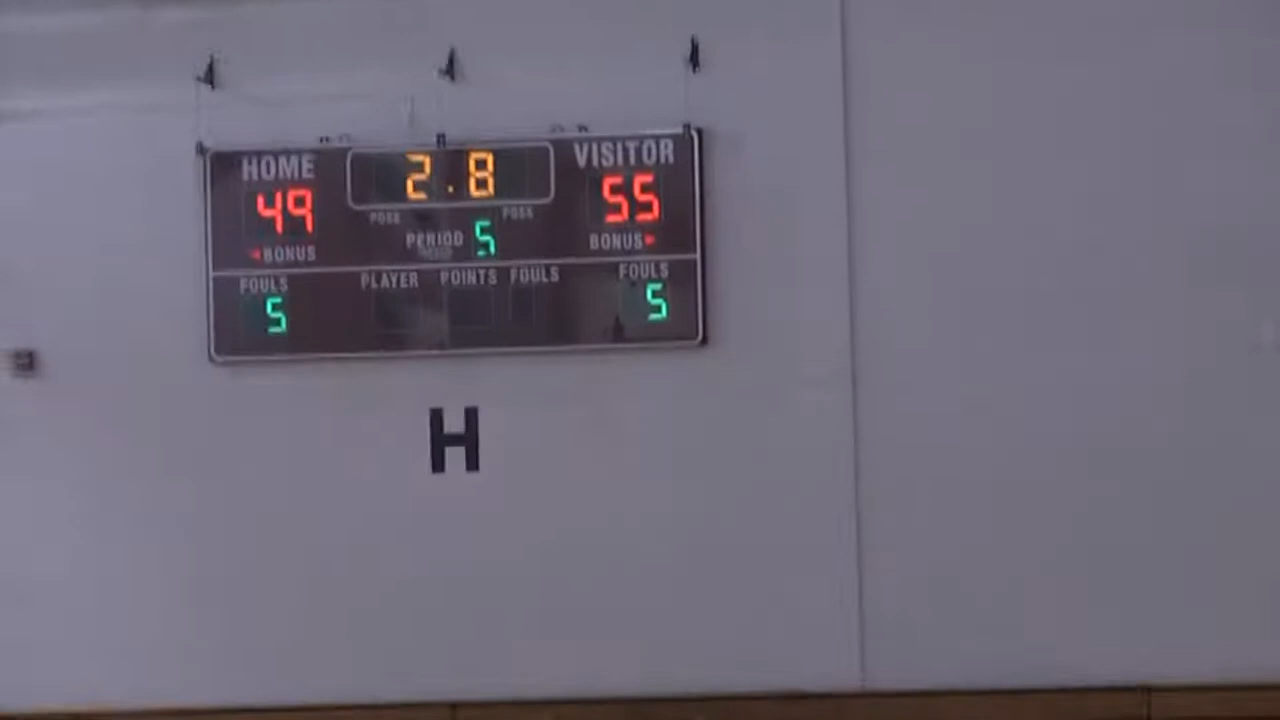 HOME 2.8 VISITOR
49 55
POSS POSS
PERIOD 5
BONUS BONUS
FOULS PLAYER POINTS FOULS FOULS
5 5
H